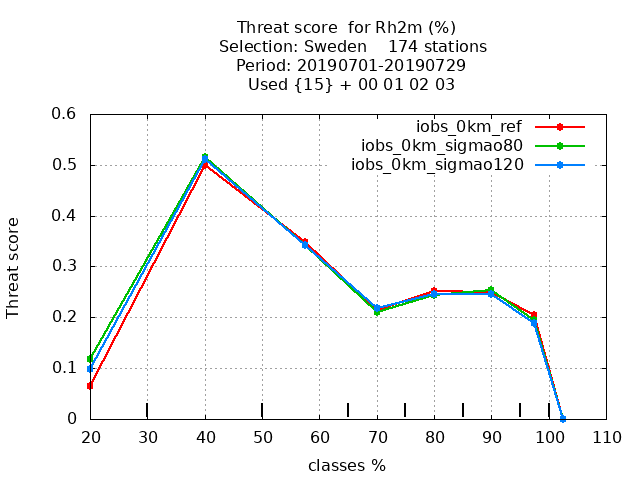 Threat score  for Rh2m (%)
Selection: Sweden    174 stations
Period: 20190701-20190729
Used {15} + 00 01 02 03
iobs_0km_ref
iobs_0km_sigmao80
iobs_0km_sigmao120
Threat score
0.6
0.5
0.4
0.3
0.2
0.1
0
20 30 40 50 60 70 80 90 100 110
classes %